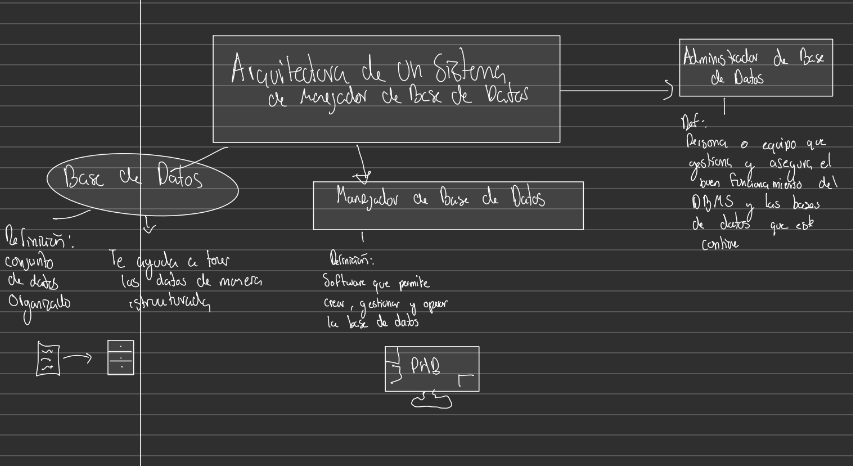 Arquitectura de un Sistema
de Manejador de Base de Datos
Administrador de Base
de Datos
Def:
Persona o equipo que
gestiona y asegura el
buen funcionamiento del
DBMS y las bases
de datos que este
contiene
Base de Datos
Definición:
conjunto
de datos
Organizado
Te ayuda a tener
las datas de manera
estructurada
Manejador de Base de Datos
Definición:
Software que permite
crear, gestionar y operar
la base de datos